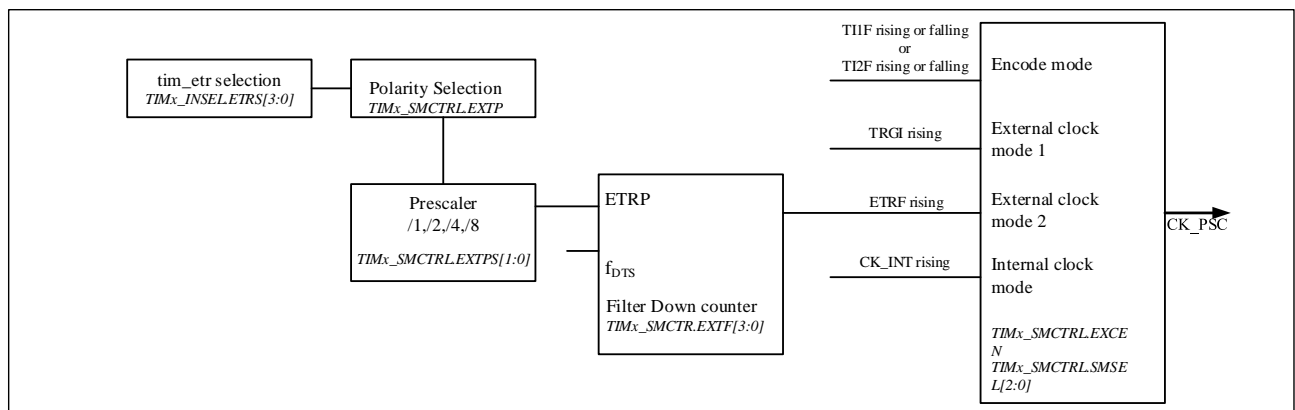 tim_etr selection
TIMx_INSEL.ETRS[3:0]
Polarity Selection
TIMx_SMCTRL.EXTP
Prescaler
/1,/2,/4,/8
TIMx_SMCTRL.EXTPS[1:0]
ETRP
fDTS
Filter Down counter
TIMx_SMCTR.EXTF[3:0]
TI1F rising or falling
or
TI2F rising or falling
TRGI rising
ETRF rising
CK_INT rising
Encode mode
External clock
mode 1
External clock
mode 2
Internal clock
mode
TIMx_SMCTRL.EXCE
N
TIMx_SMCTRL.SMSE
L[2:0]
CK_PSC